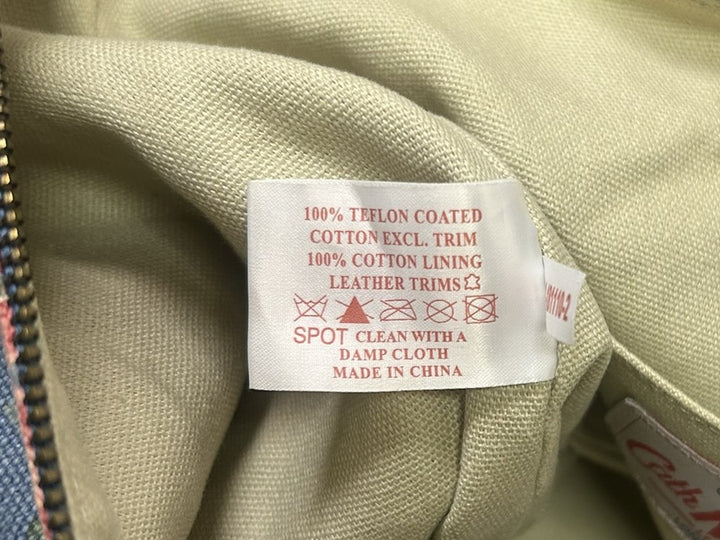 100% TEFLON COATED
COTTON EXCL. TRIM
100% COTTON LINING
LEATHER TRIMS
SPOT CLEAN WITH A
DAMP CLOTH
MADE IN CHINA
Cath